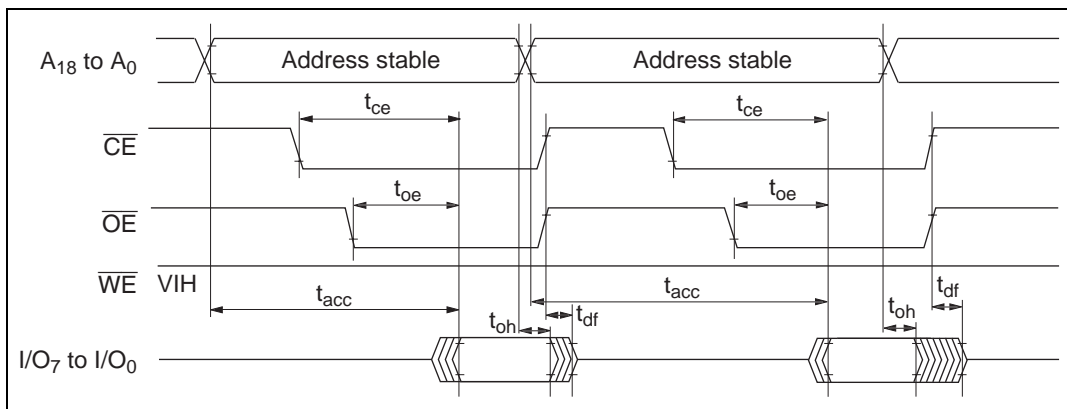 A18 to A0 Address stable Address stable
tce tce
CE
toe toe
OE
WE VIH
tacc tacc
toh tdf toh tdf
I/O7 to I/O0